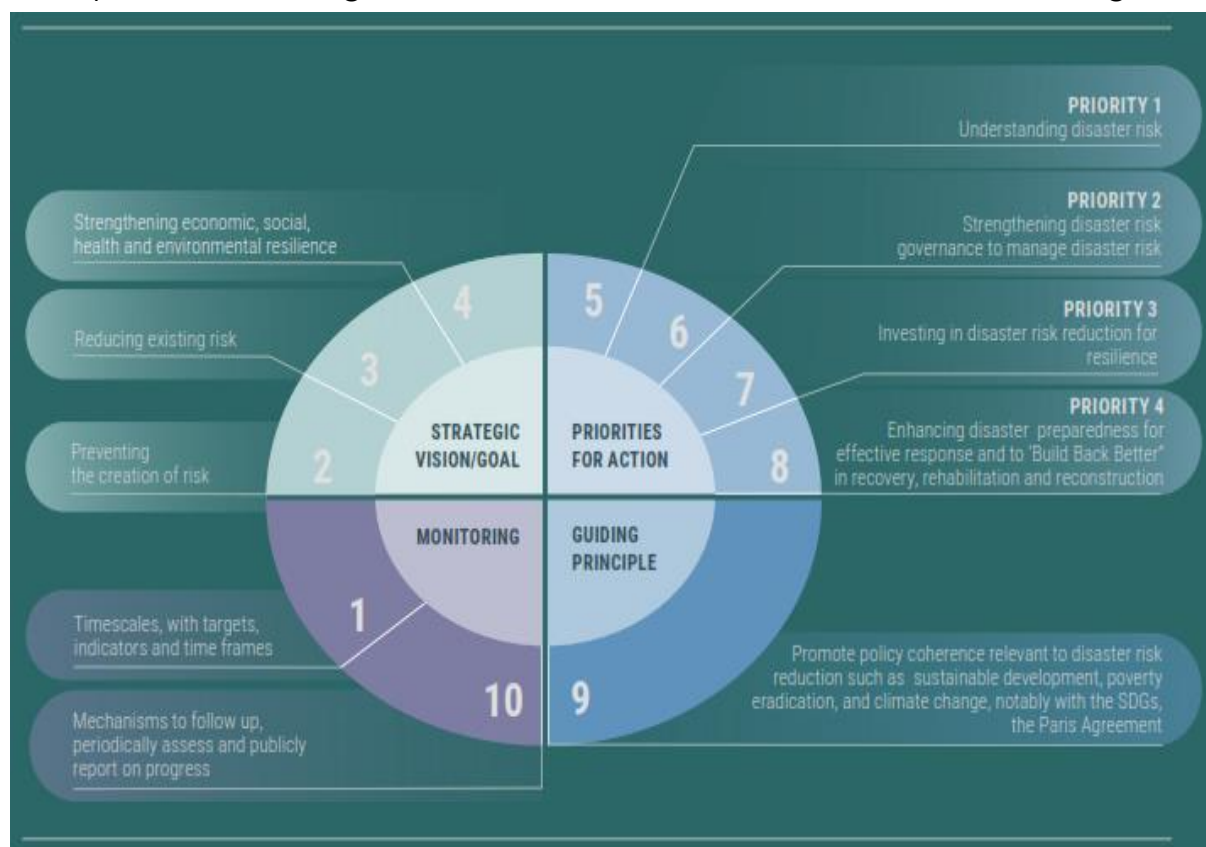 PRIORITY 1
Understanding disaster risk
PRIORITY 2
Strengthening disaster risk
governance to manage disaster risk
PRIORITY 3
Investing in disaster risk reduction for
resilience
PRIORITY 4
Enhancing disaster preparedness for
effective response and to "Build Back Better"
in recovery, rehabilitation and reconstruction
Strengthening economic, social,
health and environmental resilience
Reducing existing risk
Preventing
the creation of risk
4
3
2
5
6
7
8
STRATEGIC
VISION/GOAL
PRIORITIES
FOR ACTION
MONITORING
GUIDING
PRINCIPLE
1
10
9
Timescales, with targets,
indicators and time frames
Mechanisms to follow up,
periodically assess and publicly
report on progress
Promote policy coherence relevant to disaster risk
reduction such as sustainable development, poverty
eradication, and climate change, notably with the SDGs,
the Paris Agreement